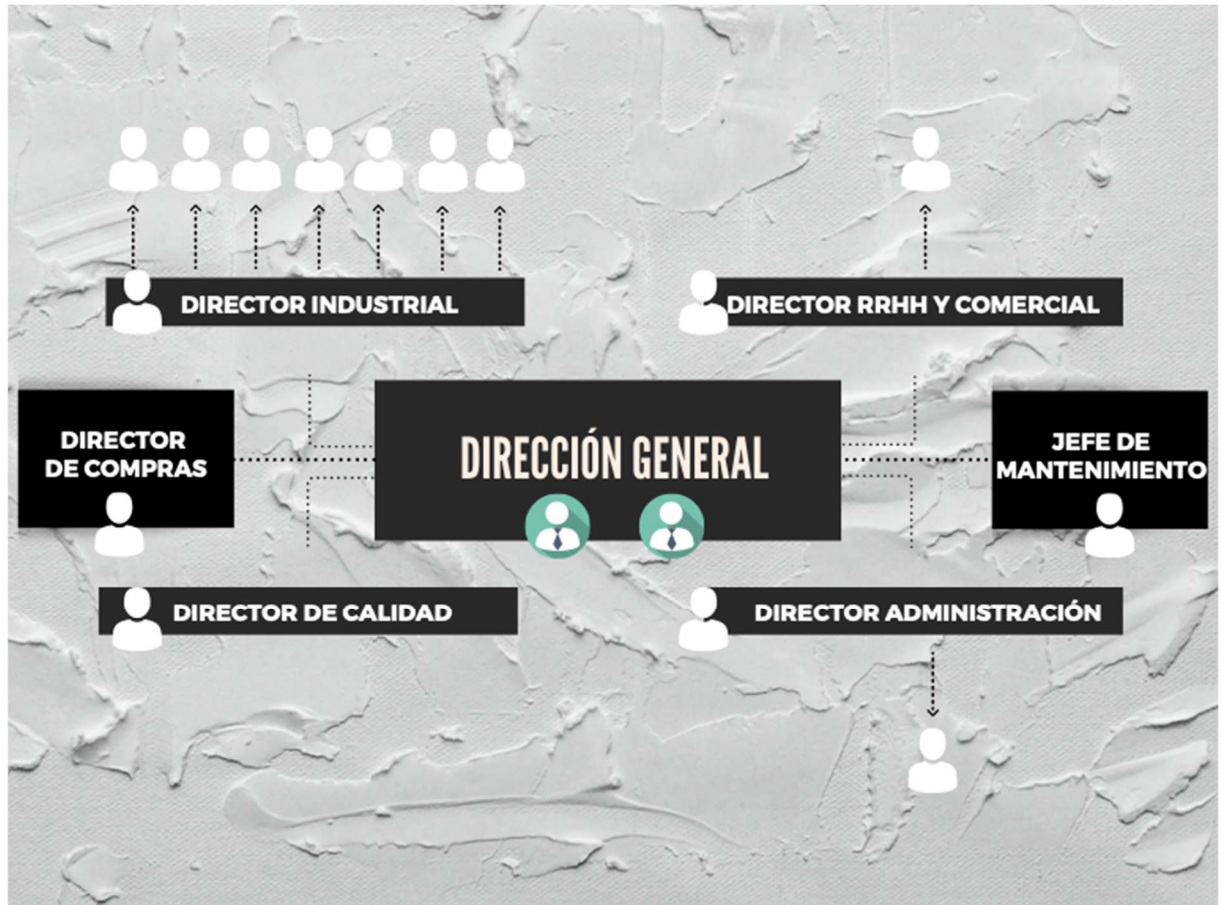 DIRECTOR INDUSTRIAL
DIRECTOR RRHH Y COMERCIAL
DIRECTOR
DE COMPRAS
DIRECCIÓN GENERAL
JEFE DE
MANTENIMIENTO
DIRECTOR DE CALIDAD
DIRECTOR ADMINISTRACIÓN